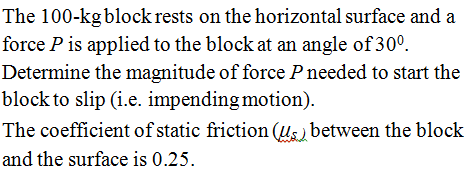 The 100-kg block rests on the horizontal surface and a
force P is applied to the block at an angle of 30⁰.
Determine the magnitude of force P needed to start the
block to slip (i.e. impending motion).
The coefficient of static friction (μₛ) between the block
and the surface is 0.25.